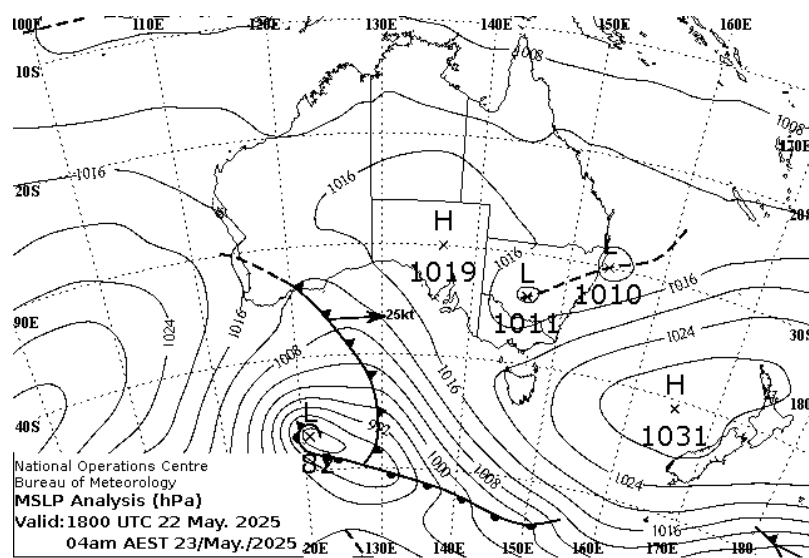 100E
110E
120E
130E
140E
150E
160E
10S
1008
1008
170E
20S
1016
1016
20S
H
1019
L
1010
1016
L
1011
1016
1016
25kt
90E
1024
1008
1024
30S
1016
H
1031
180
40S
L
992
82
1000
1008
1024
1016
National Operations Centre
Bureau of Meteorology
MSLP Analysis (hPa)
Valid:1800 UTC 22 May. 2025
04am AEST 23/May./2025
20E
130E
140E
150E
160E
170E
180